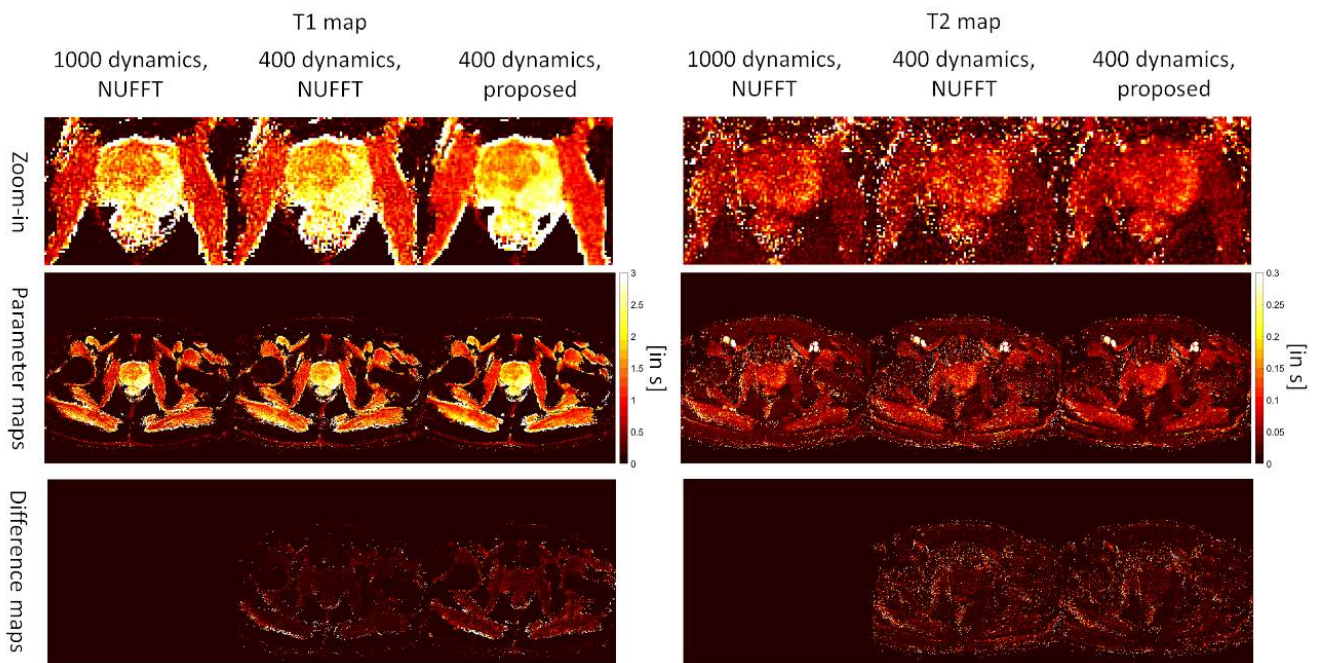 T1 map
T2 map
1000 dynamics,
NUFFT
400 dynamics,
NUFFT
400 dynamics,
proposed
1000 dynamics,
NUFFT
400 dynamics,
NUFFT
400 dynamics,
proposed
Zoom-in
Parameter maps
3
2.5
2
1.5
1
0.5
0
[in s]
0.3
0.25
0.2
0.15
0.1
0.05
0
[in s]
Difference maps